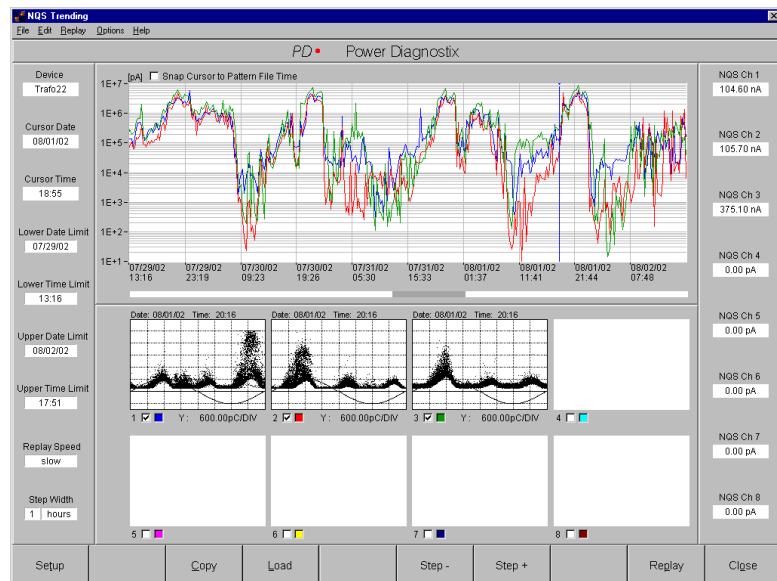 NQS Trending
File Edit Replay Options Help
PD• Power Diagnostix
Device
Trafo22
Cursor Date
08/01/02
Cursor Time
18:55
Lower Date Limit
07/29/02
Lower Time Limit
13:16
Upper Date Limit
08/02/02
Upper Time Limit
17:51
Replay Speed
slow
Step Width
1 hours
[pA] Snap Cursor to Pattern File Time
1E+7
1E+6
1E+5
1E+4
1E+3
1E+2
1E+1
07/29/02 07/29/02 07/30/02 07/30/02 07/31/02 07/31/02 08/01/02 08/01/02 08/01/02 08/02/02
13:16 23:19 09:23 19:26 05:30 15:33 01:37 11:41 21:44 07:48
Date: 08/01/02 Time: 20:16 Date: 08/01/02 Time: 20:16 Date: 08/01/02 Time: 20:16
1 Y: 600.00pC/DIV 2 Y: 600.00pC/DIV 3 Y: 600.00pC/DIV 4
5 6 7 8
NQS Ch 1
104.60 nA
NQS Ch 2
105.70 nA
NQS Ch 3
375.10 nA
NQS Ch 4
0.00 pA
NQS Ch 5
0.00 pA
NQS Ch 6
0.00 pA
NQS Ch 7
0.00 pA
NQS Ch 8
0.00 pA
Setup Copy Load Step - Step + Replay Close